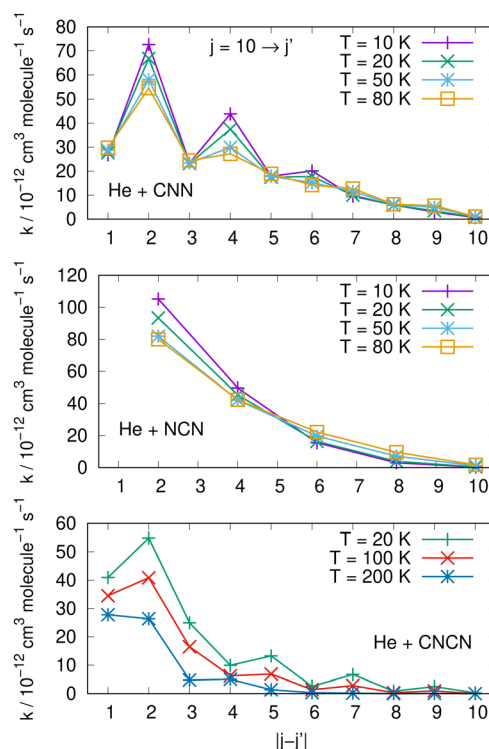 80
70
60
50
40
30
20
10
0
k / 10⁻¹² cm³ molecule⁻¹ s⁻¹
j = 10 → j'
T = 10 K
T = 20 K
T = 50 K
T = 80 K
He + CNN
1 2 3 4 5 6 7 8 9 10
120
100
80
60
40
20
0
k / 10⁻¹² cm³ molecule⁻¹ s⁻¹
T = 10 K
T = 20 K
T = 50 K
T = 80 K
He + NCN
1 2 3 4 5 6 7 8 9 10
60
50
40
30
20
10
0
k / 10⁻¹² cm³ molecule⁻¹ s⁻¹
T = 20 K
T = 100 K
T = 200 K
He + CNCN
1 2 3 4 5 6 7 8 9 10
|j−j'|